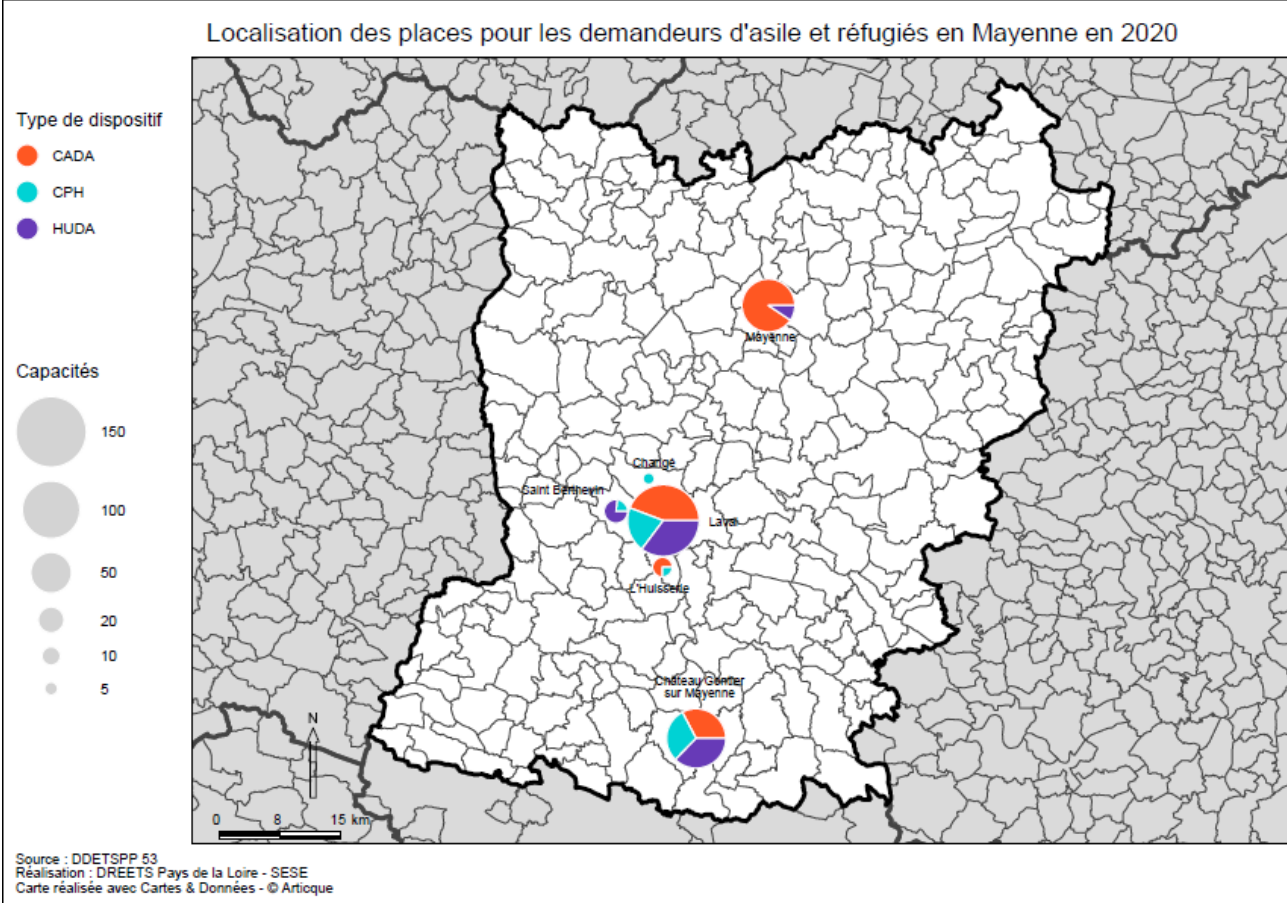 Localisation des places pour les demandeurs d'asile et réfugiés en Mayenne en 2020
Type de dispositif
CADA
CPH
HUDA
Capacités
150
100
50
20
10
5
Mayenne
Changé
Saint Berthevin
Laval
L'Huisserie
Château Gontier
sur Mayenne
N
0 8 15 km
Source : DDETSPP 53
Réalisation : DREETS Pays de la Loire - SESE
Carte réalisée avec Cartes & Données - © Articque